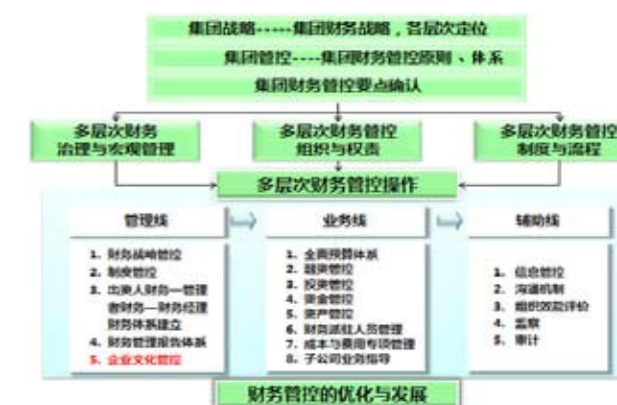 集团战略-----集团财务战略，各层次定位
集团管控----集团财务管控原则、体系
集团财务管控要点确认
多层次财务
治理与宏观管理
多层次财务管控
组织与权责
多层次财务管控
制度与流程
多层次财务管控操作
管理线
1. 财务战略管控
2. 制度管控
3. 出资人财务—管理
者财务—财务经理
财务体系建立
4. 财务管理报告体系
5. 企业文化管控
业务线
1. 全面预算体系
2. 融资管控
3. 投资管控
4. 资金管控
5. 资产管控
6. 财务派驻人员管理
7. 成本与费用专项管理
8. 子公司业务指导
辅助线
1. 信息管控
2. 沟通机制
3. 组织效能评价
4. 监察
5. 审计
财务管控的优化与发展